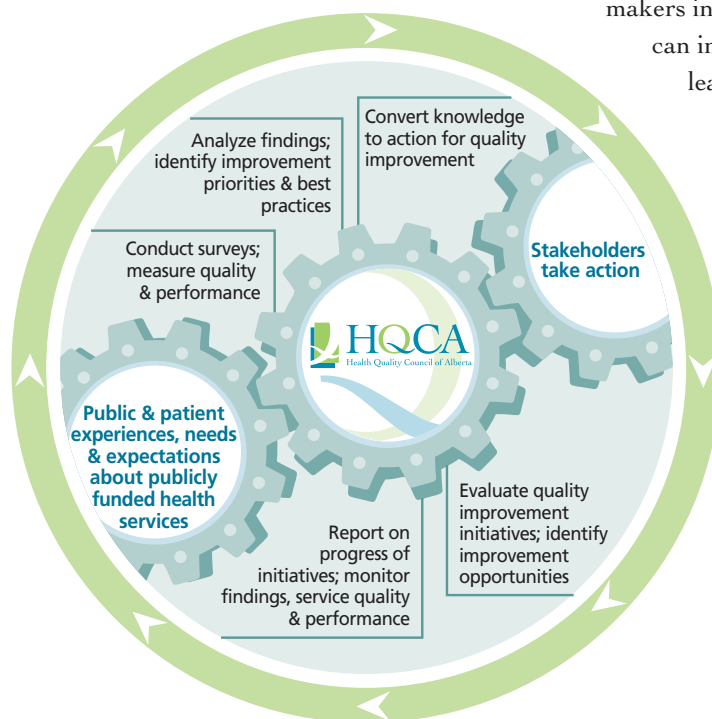 makers in
can in
lea
Convert knowledge
to action for quality
improvement
Analyze findings;
identify improvement
priorities & best
practices
Conduct surveys;
measure quality
& performance
Stakeholders
take action
HQCA
Health Quality Council of Alberta
Public & patient
experiences, needs
& expectations
about publicly
funded health
services
Evaluate quality
improvement
initiatives; identify
improvement
opportunities
Report on
progress of
initiatives; monitor
findings, service quality
& performance